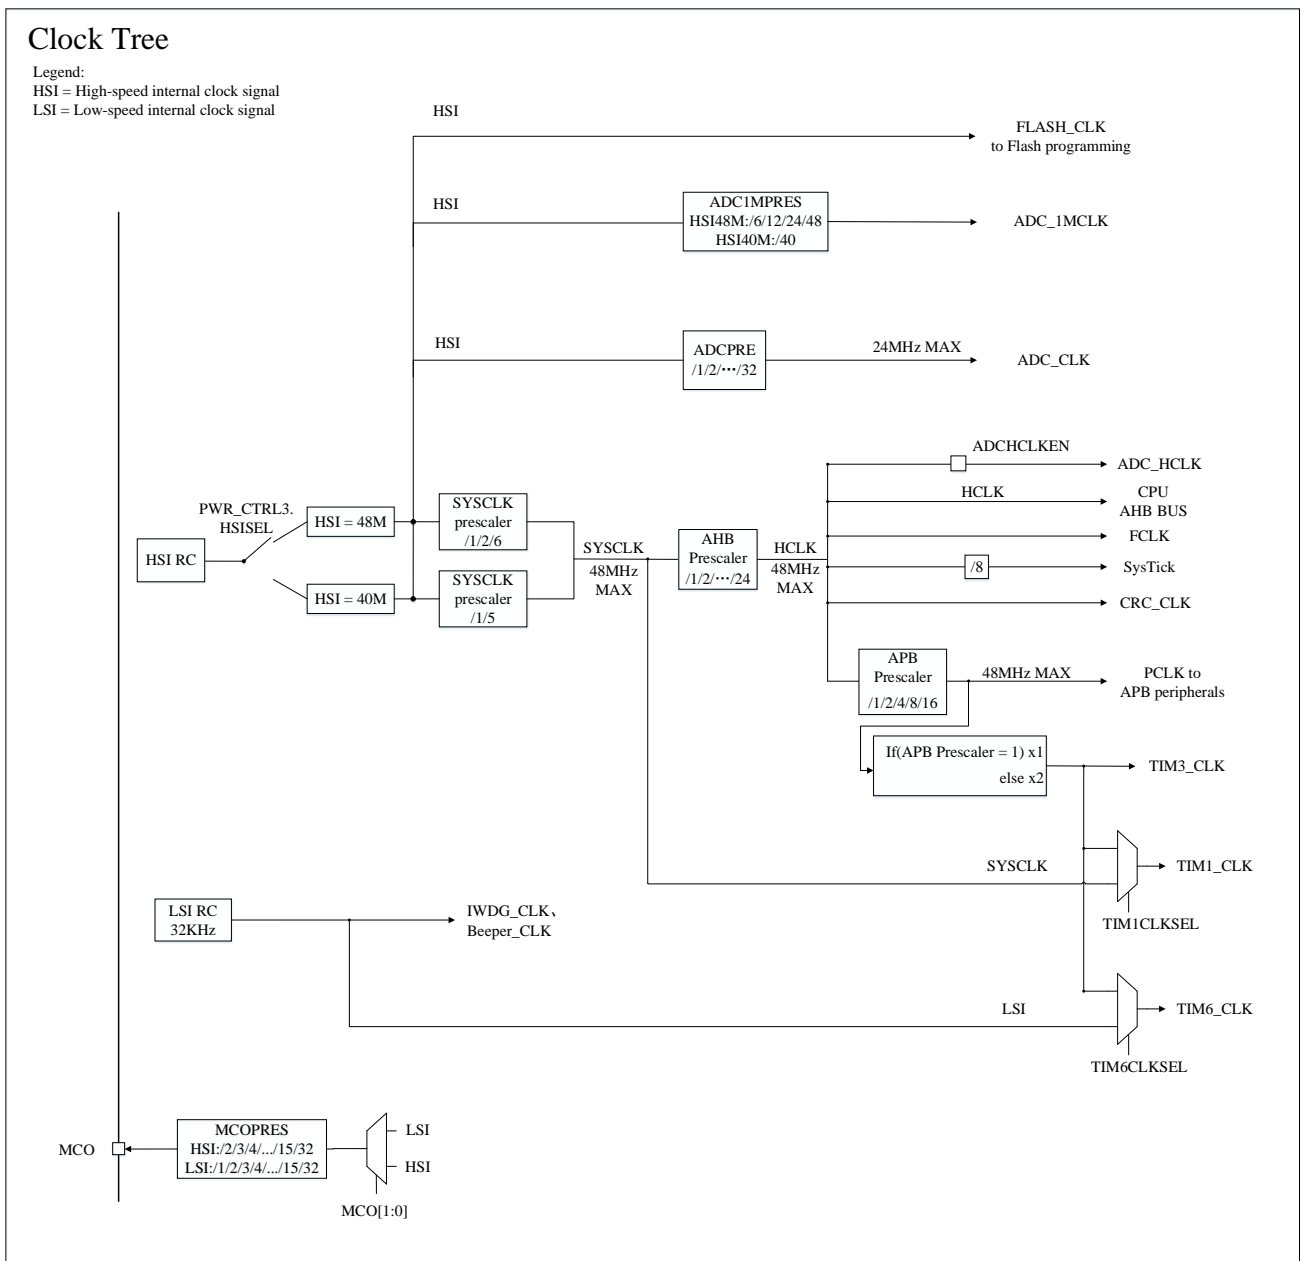 Clock Tree
Legend:
HSI = High-speed internal clock signal
LSI = Low-speed internal clock signal
HSI
FLASH_CLK
to Flash programming
HSI
ADC1MPRES
HSI48M:/6/12/24/48
HSI40M:/40
ADC_1MCLK
HSI
ADCPRE
/1/2/···/32
24MHz MAX
ADC_CLK
ADCHCLKEN
ADC_HCLK
HCLK
CPU
AHB BUS
FCLK
/8
SysTick
CRC_CLK
PWR_CTRL3.
HSISEL
HSI RC
HSI = 48M
HSI = 40M
SYSCLK
prescaler
/1/2/6
SYSCLK
prescaler
/1/5
SYSCLK
48MHz
MAX
AHB
Prescaler
/1/2/···/24
HCLK
48MHz
MAX
APB
Prescaler
/1/2/4/8/16
48MHz MAX
PCLK to
APB peripherals
If(APB Prescaler = 1) x1
else x2
TIM3_CLK
SYSCLK
TIM1_CLK
TIM1CLKSEL
LSI RC
32KHz
IWDG_CLK、
Beeper_CLK
LSI
TIM6_CLK
TIM6CLKSEL
MCO
MCOPRES
HSI:/2/3/4/.../15/32
LSI:/1/2/3/4/.../15/32
LSI
HSI
MCO[1:0]